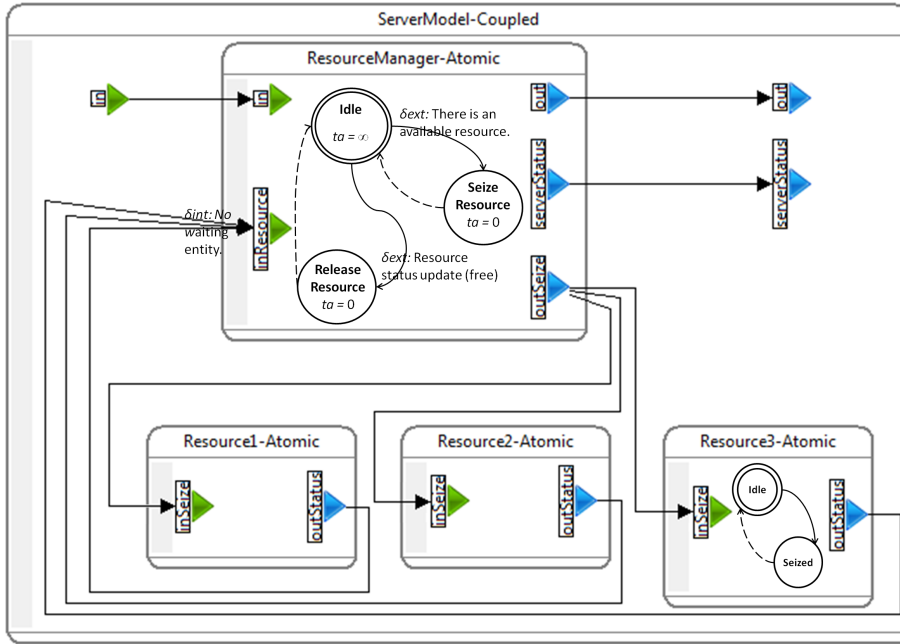 ServerModel-Coupled
ResourceManager-Atomic
in
in
Idle
ta = ∞
δext: There is an
available resource.
out
out
Seize
Resource
ta = 0
serverStatus
serverStatus
inResource
δint: No
waiting
entity.
δext: Resource
status update (free)
Release
Resource
ta = 0
outSeize
Resource1-Atomic
inSeize
outStatus
Resource2-Atomic
inSeize
outStatus
Resource3-Atomic
inSeize
Idle
Seized
outStatus